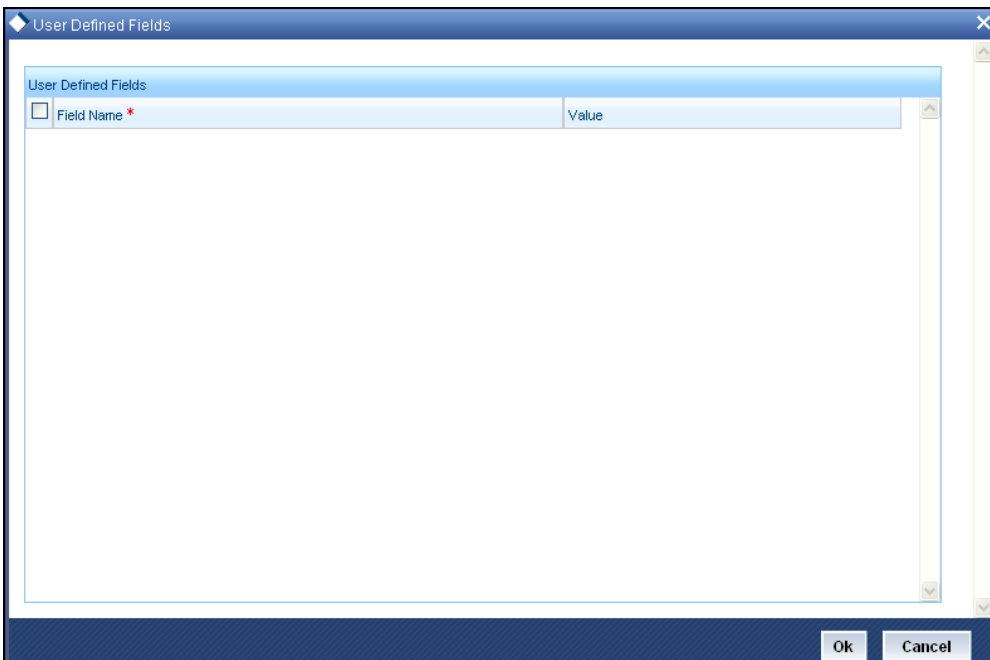 User Defined Fields
User Defined Fields
Field Name * Value
Ok Cancel